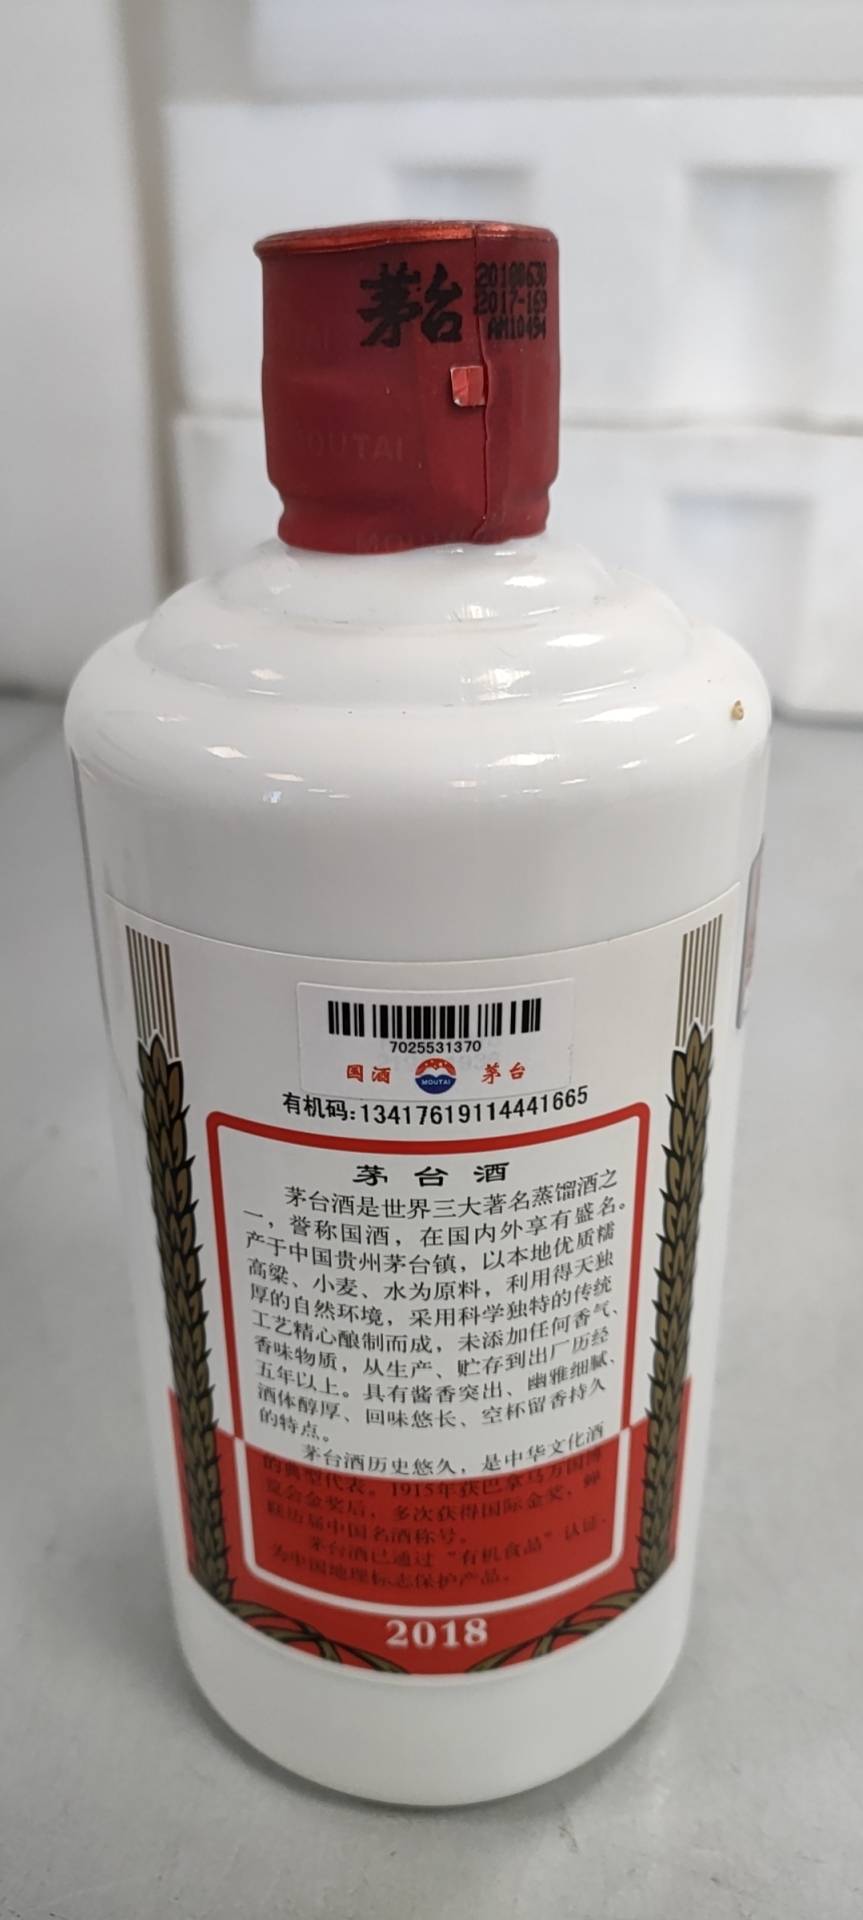 茅台
20180630
2017-169
AM10494
MOUTAI
7025531370
国酒
MOUTAI
茅台
有机码:13417619114441665
茅台酒
茅台酒是世界三大著名蒸馏酒之
一，誉称国酒，在国内外享有盛名。
产于中国贵州茅台镇，以本地优质糯
高粱、小麦、水为原料，利用得天独
厚的自然环境，采用科学独特的传统
工艺精心酿制而成，未添加任何香气、
香味物质，从生产、贮存到出厂历经
五年以上。具有酱香突出、幽雅细腻、
酒体醇厚、回味悠长、空杯留香持久
的特点。
茅台酒历史悠久，是中华文化酒
的典型代表。1915年获巴拿马万国博
览会金奖后，多次获得国际金奖，蝉
联历届中国名酒称号。
茅台酒已通过“有机食品”认证，
为中国地理标志保护产品。
2018